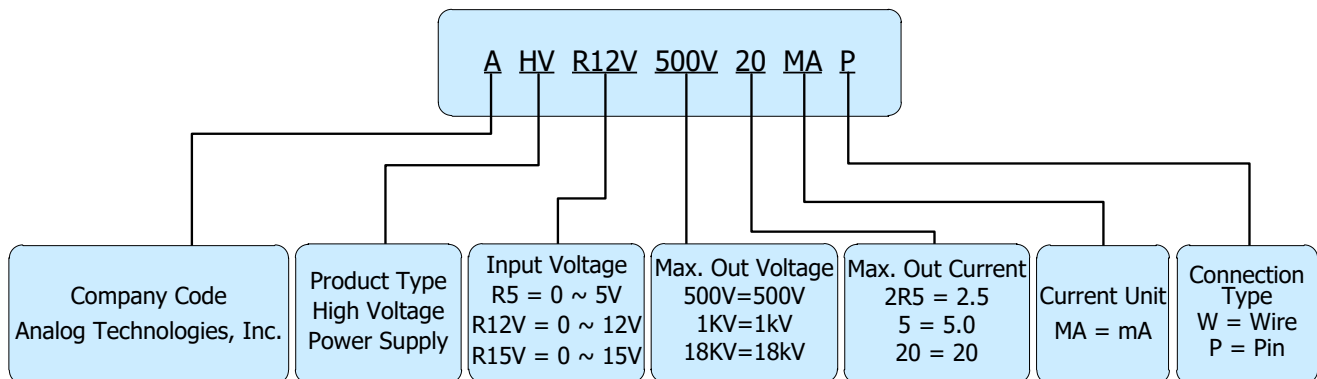 A HV R12V 500V 20 MA P
Company Code
Analog Technologies, Inc.
Product Type
High Voltage
Power Supply
Input Voltage
R5 = 0 ~ 5V
R12V = 0 ~ 12V
R15V = 0 ~ 15V
Max. Out Voltage
500V=500V
1KV=1kV
18KV=18kV
Max. Out Current
2R5 = 2.5
5 = 5.0
20 = 20
Current Unit
MA = mA
Connection
Type
W = Wire
P = Pin